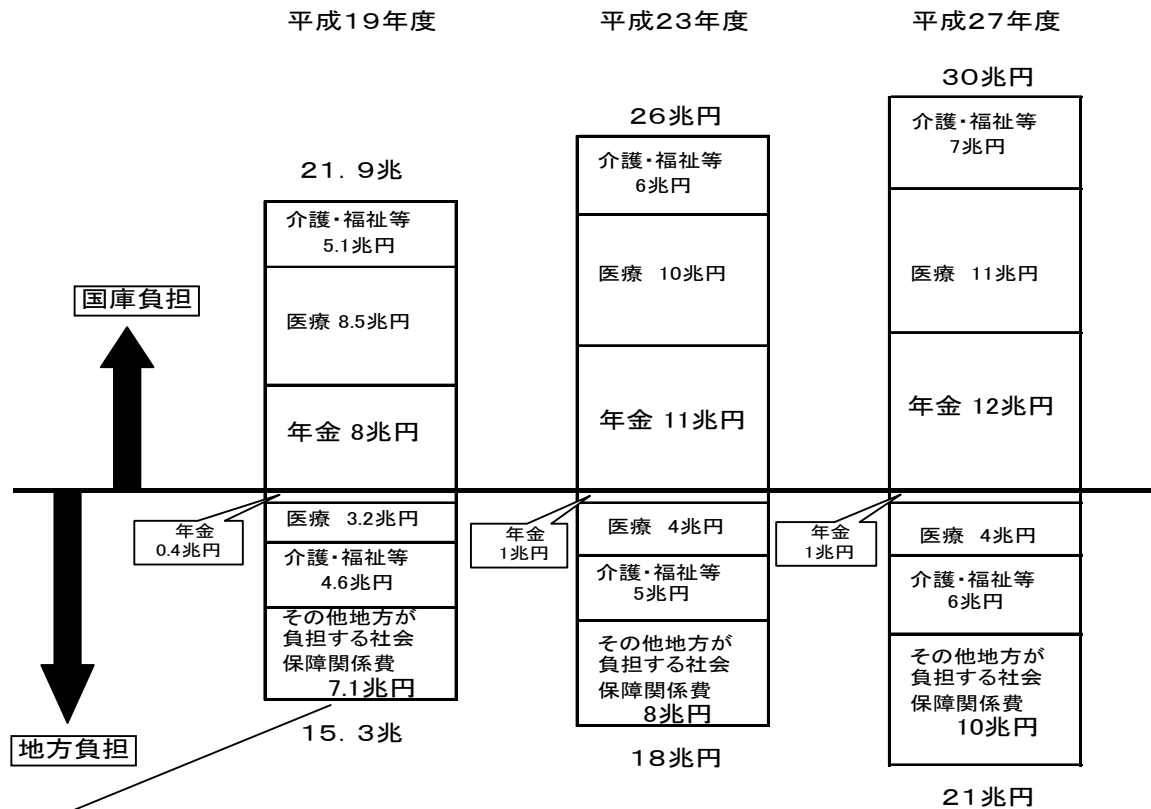 平成19年度
平成23年度
平成27年度
30兆円
26兆円
21. 9兆
介護・福祉等
5.1兆円
医療 8.5兆円
年金 8兆円
介護・福祉等
6兆円
医療 10兆円
年金 11兆円
介護・福祉等
7兆円
医療 11兆円
年金 12兆円
国庫負担
年金
0.4兆円
医療 3.2兆円
介護・福祉等
4.6兆円
その他地方が
負担する社会
保障関係費
7.1兆円
15. 3兆
年金
1兆円
医療 4兆円
介護・福祉等
5兆円
その他地方が
負担する社会
保障関係費
8兆円
18兆円
年金
1兆円
医療 4兆円
介護・福祉等
6兆円
その他地方が
負担する社会
保障関係費
10兆円
21兆円
地方負担